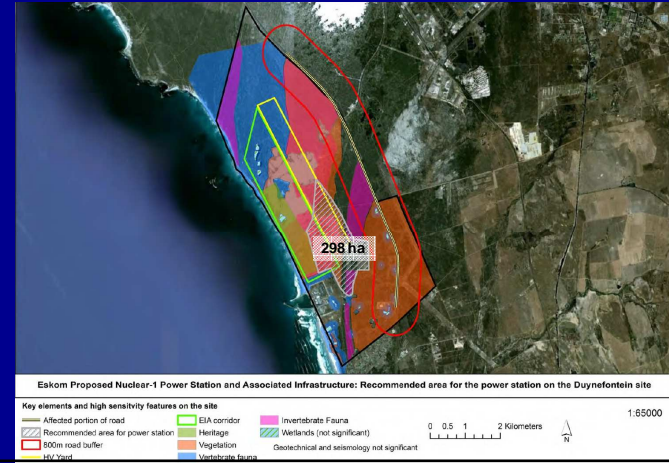 298 ha
Eskom Proposed Nuclear-1 Power Station and Associated Infrastructure: Recommended area for the power station on the Duynefontein site
Key elements and high sensitvity features on the site
Affected portion of road
Recommended area for power station
800m road buffer
HV Yard
EIA corridor
Heritage
Vegetation
Vertebrate fauna
Invertebrate Fauna
Wetlands (not significant)
Geotechnical and seismology not significant
0 0.5 1 2 Kilometers
N
1:65000